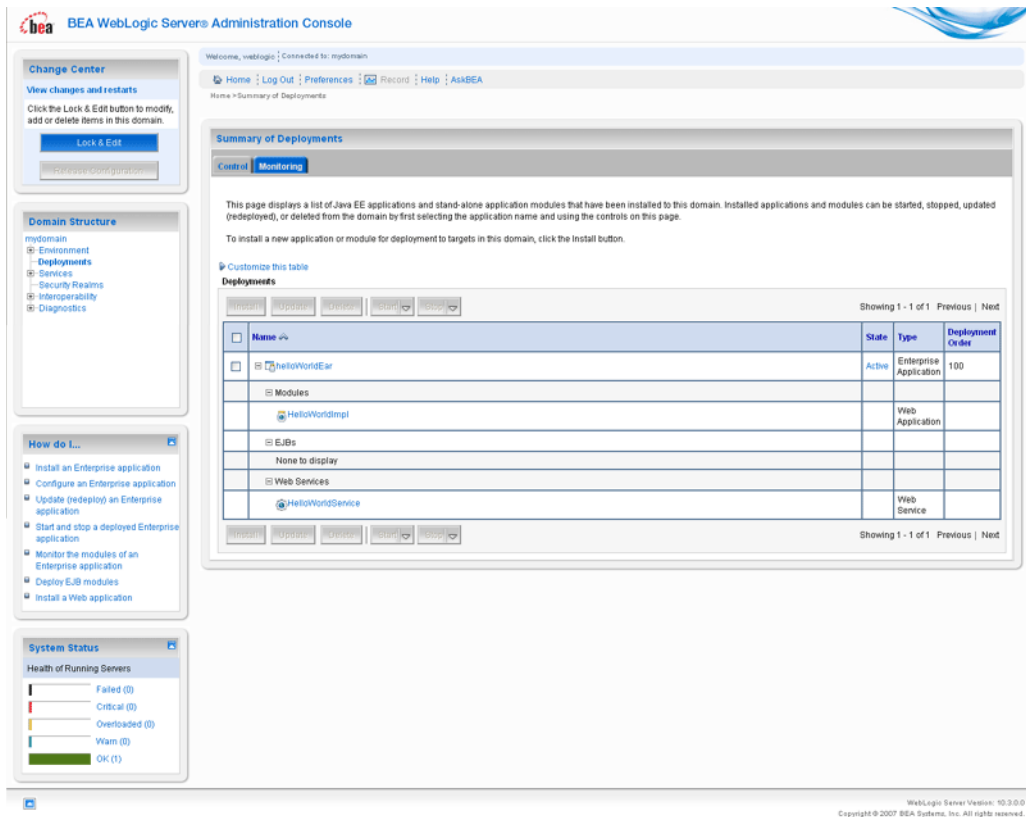 bea BEA WebLogic Server® Administration Console
Change Center
View changes and restarts
Click the Lock & Edit button to modify,
add or delete items in this domain.
Lock & Edit
Release Configuration
Domain Structure
mydomain
Environment
Deployments
Services
Security Realms
Interoperability
Diagnostics
How do I...
Install an Enterprise application
Configure an Enterprise application
Update (redeploy) an Enterprise
application
Start and stop a deployed Enterprise
application
Monitor the modules of an
Enterprise application
Deploy EJB modules
Install a Web application
System Status
Health of Running Servers
Failed (0)
Critical (0)
Overloaded (0)
Warn (0)
OK (1)
Welcome, weblogic Connected to: mydomain
Home Log Out Preferences Record Help AskBEA
Home >Summary of Deployments
Summary of Deployments
Control Monitoring
This page displays a list of Java EE applications and stand-alone application modules that have been installed to this domain. Installed applications and modules can be started, stopped, updated
(redeployed), or deleted from the domain by first selecting the application name and using the controls on this page.
To install a new application or module for deployment to targets in this domain, click the Install button.
Customize this table
Deployments
Install Update Delete Start Stop Showing 1 - 1 of 1 Previous | Next
Name State Type Deployment
Order
helloWorldEar Active Enterprise
Application 100
Modules
HelloWorldImpl Web
Application
EJBs
None to display
Web Services
HelloWorldService Web
Service
Install Update Delete Start Stop Showing 1 - 1 of 1 Previous | Next
WebLogic Server Version: 10.3.0.0
Copyright © 2007 BEA Systems, Inc. All rights reserved.